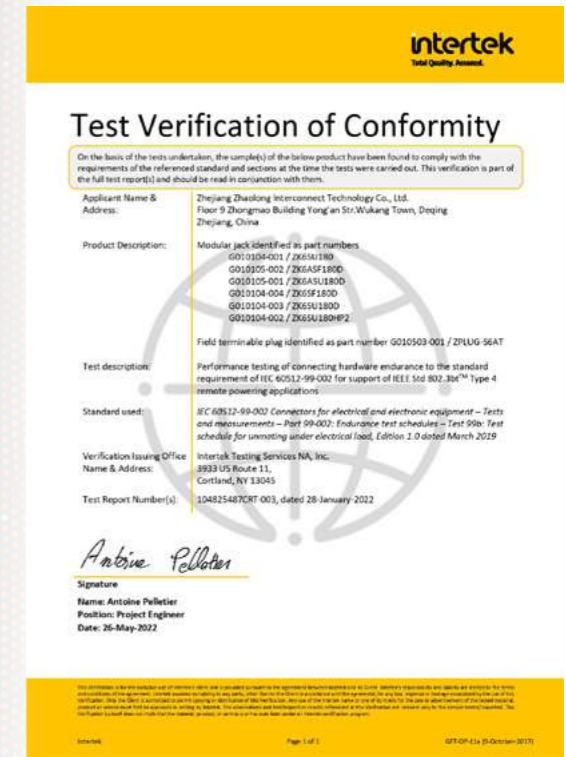 intertek
Total Quality. Assured.
Test Verification of Conformity
On the basis of the tests undertaken, the sample(s) of the below product have been found to comply with the
requirements of the referenced standard and sections at the time the tests were carried out. This verification is part of
the full test report(s) and should be read in conjunction with them.
Applicant Name & Address:
Zhejiang Zhaolong Interconnect Technology Co., Ltd.
Floor 9 Zhongmao Building Yong'an Str.Wukang Town, Deqing
Zhejiang, China
Product Description:
Modular jack identified as part numbers
G010104-001 / ZK6SU180
G010105-002 / ZK6ASF180D
G010105-001 / ZK6ASU180D
G010104-004 / ZK6SF180D
G010104-003 / ZK6SU180D
G010104-002 / ZK6SU180HP2
Field terminable plug identified as part number G010503-001 / ZPLUG-S6AT
Test description:
Performance testing of connecting hardware endurance to the standard
requirement of IEC 60512-99-002 for support of IEEE Std 802.3bt™ Type 4
remote powering applications
Standard used:
IEC 60512-99-002 Connectors for electrical and electronic equipment – Tests
and measurements – Part 99-002: Endurance test schedules – Test 99b: Test
schedule for unmating under electrical load, Edition 1.0 dated March 2019
Verification Issuing Office
Name & Address:
Intertek Testing Services NA, Inc.
3933 US Route 11,
Cortland, NY 13045
Test Report Number(s):
104825487CRT-003, dated 28-January-2022
Antoine Pelletier
Signature
Name: Antoine Pelletier
Position: Project Engineer
Date: 26-May-2022
Intertek
Page 1 of 1
GFT-OP-11a (5-October-2017)